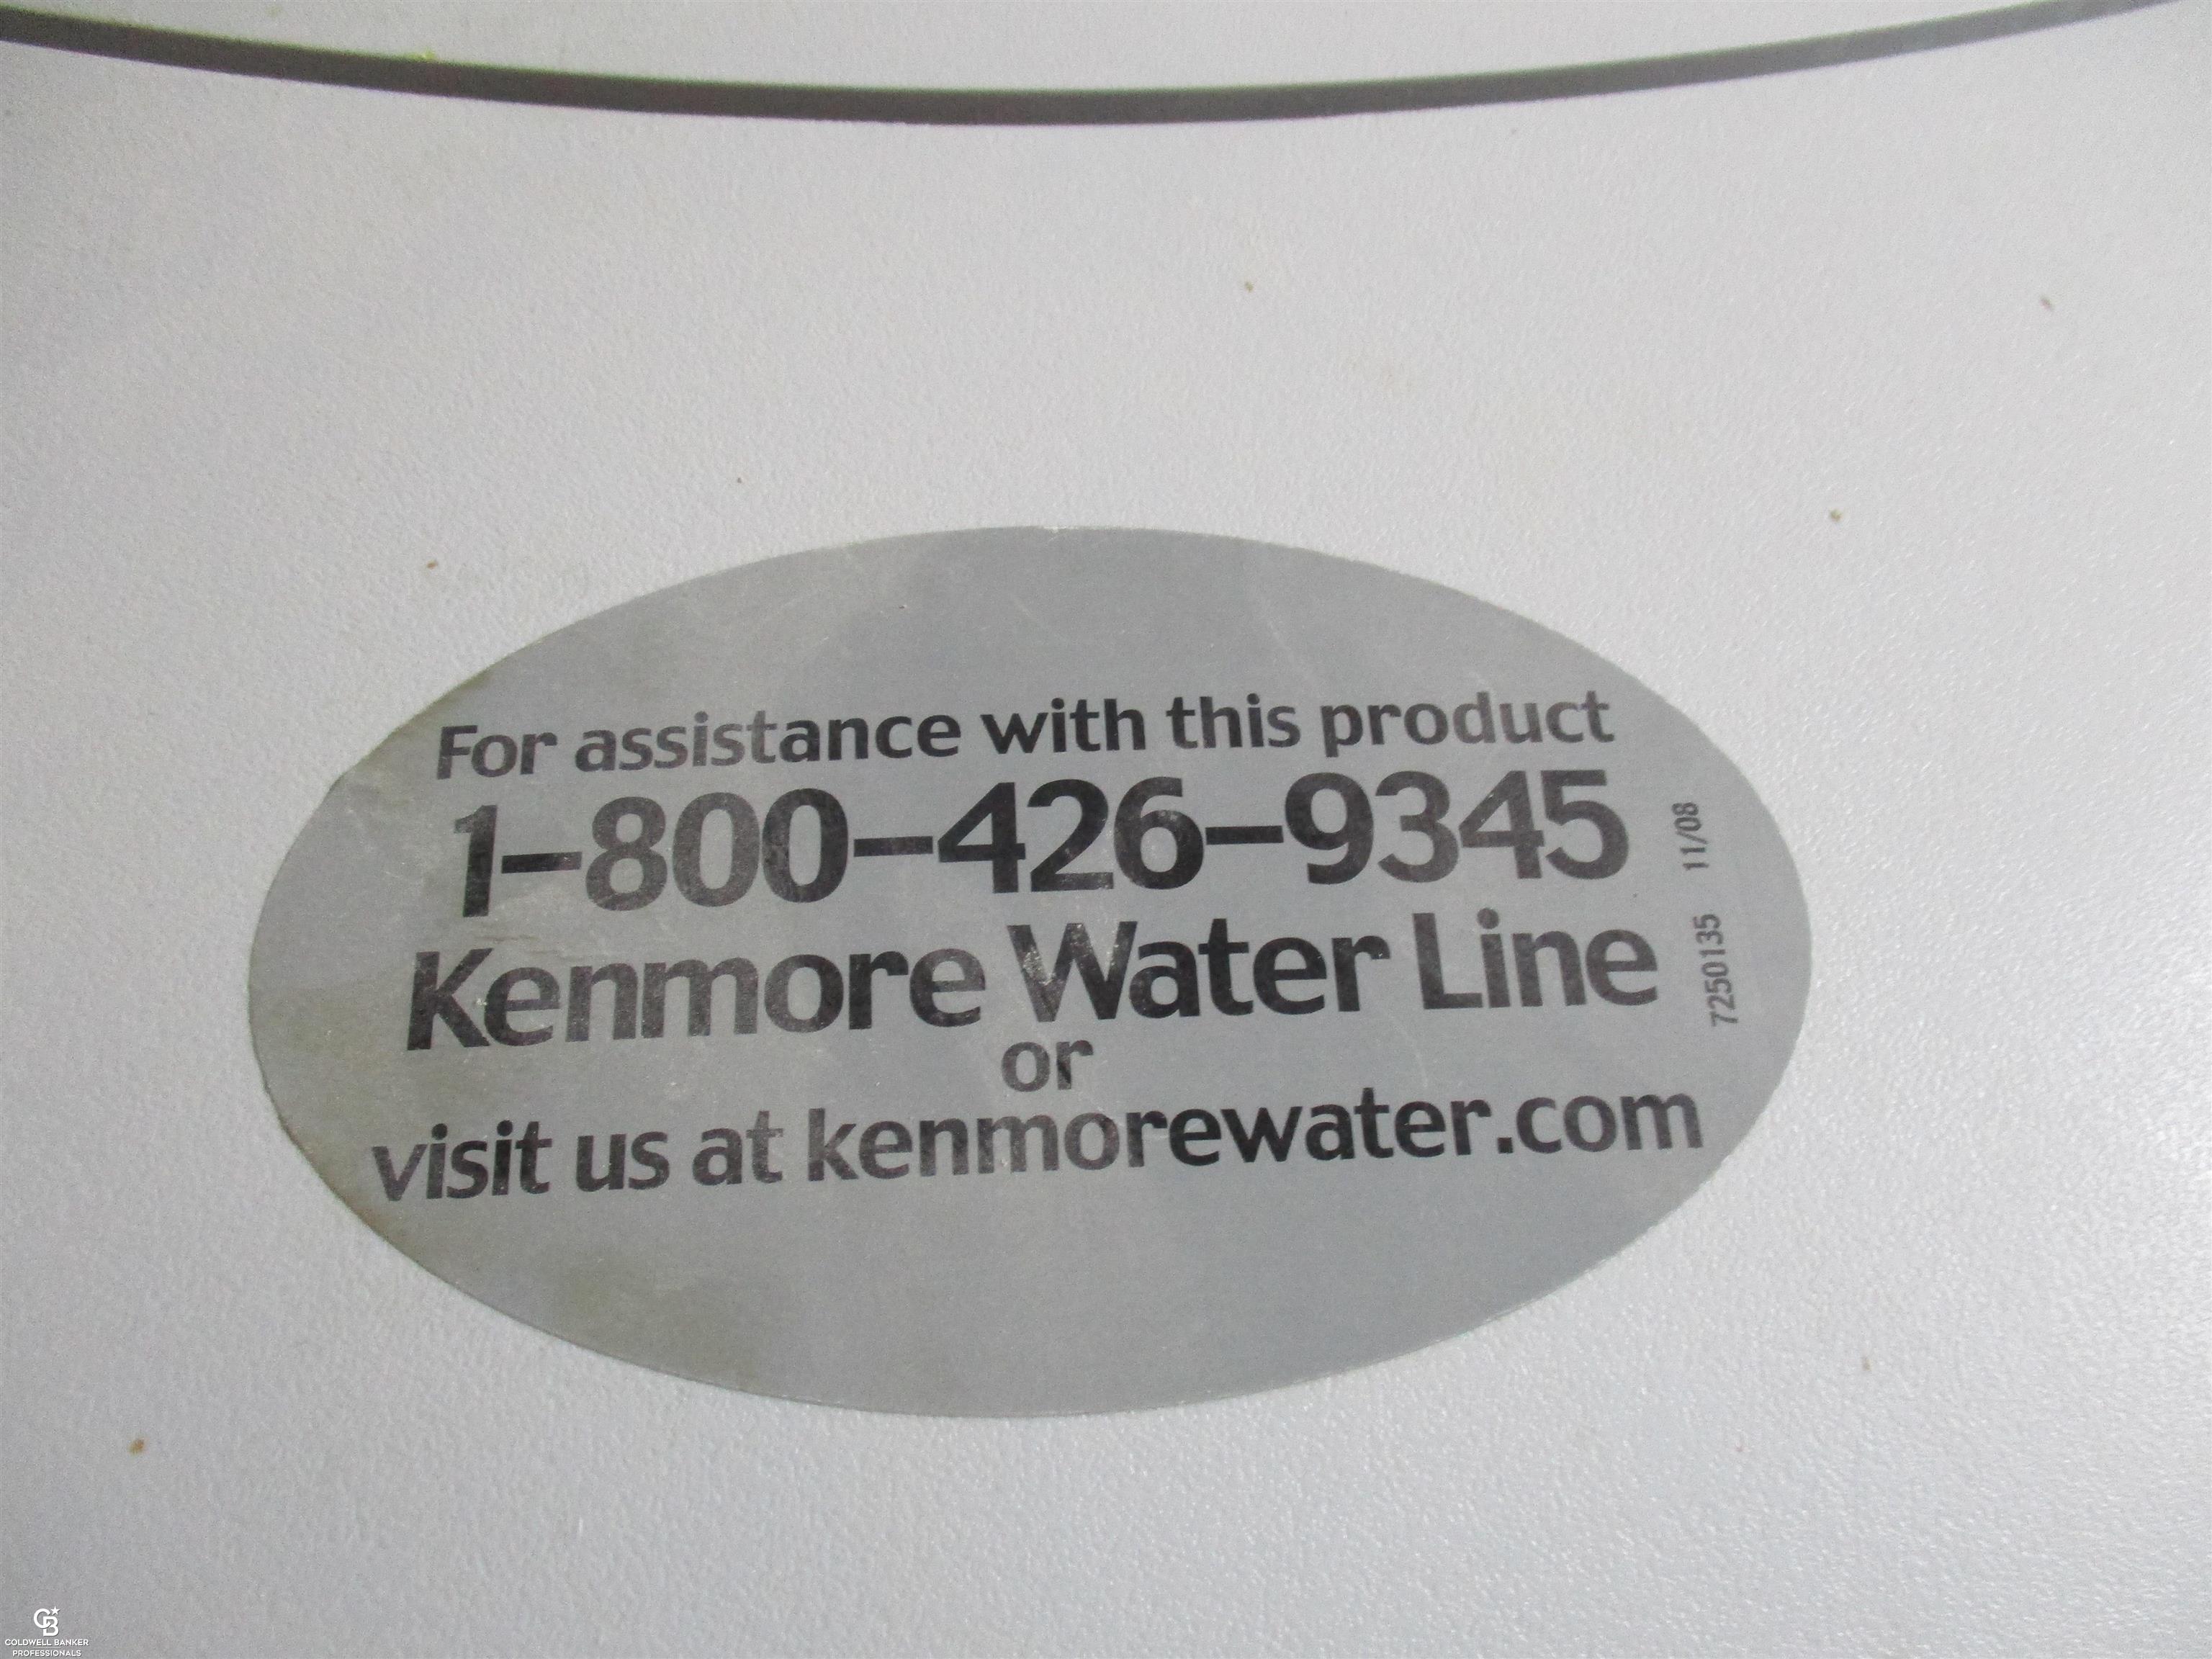 For assistance with this product
1-800-426-9345
Kenmore Water Line
or
visit us at kenmorewater.com
7250135 11/08
CB
COLDWELL BANKER
PROFESSIONALS